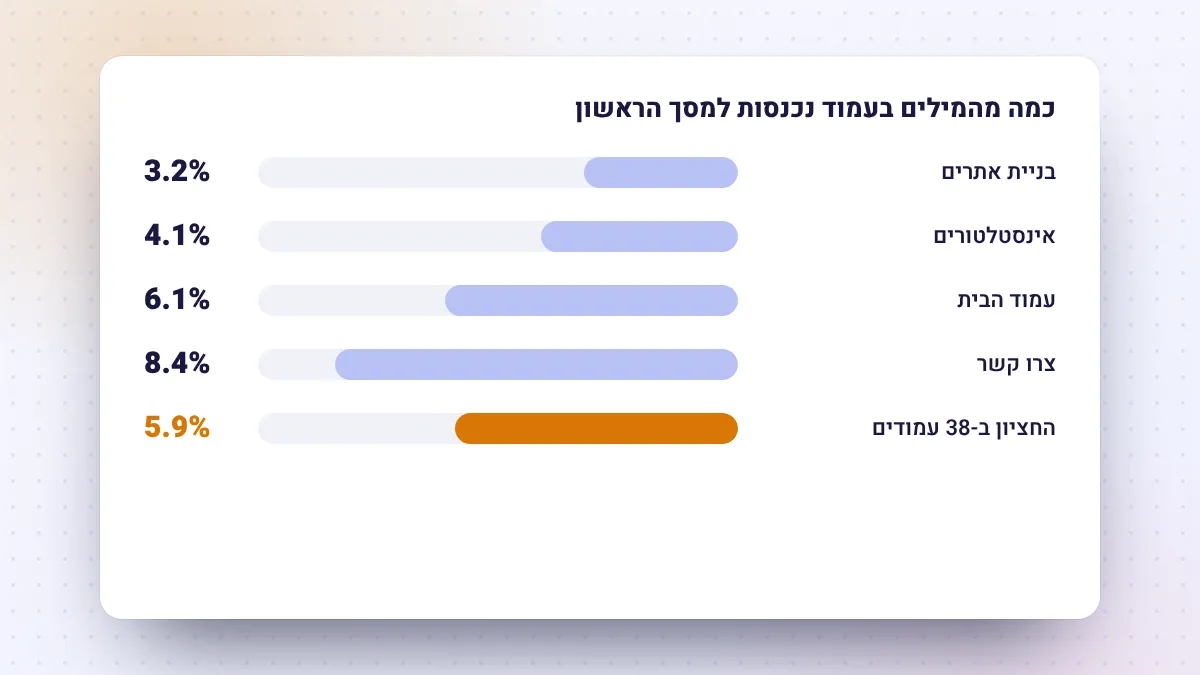 כמה מהמילים בעמוד נכנסות למסך הראשון
בניית אתרים 3.2%
אינסטלטורים 4.1%
עמוד הבית 6.1%
צרו קשר 8.4%
החציון ב-38 עמודים 5.9%